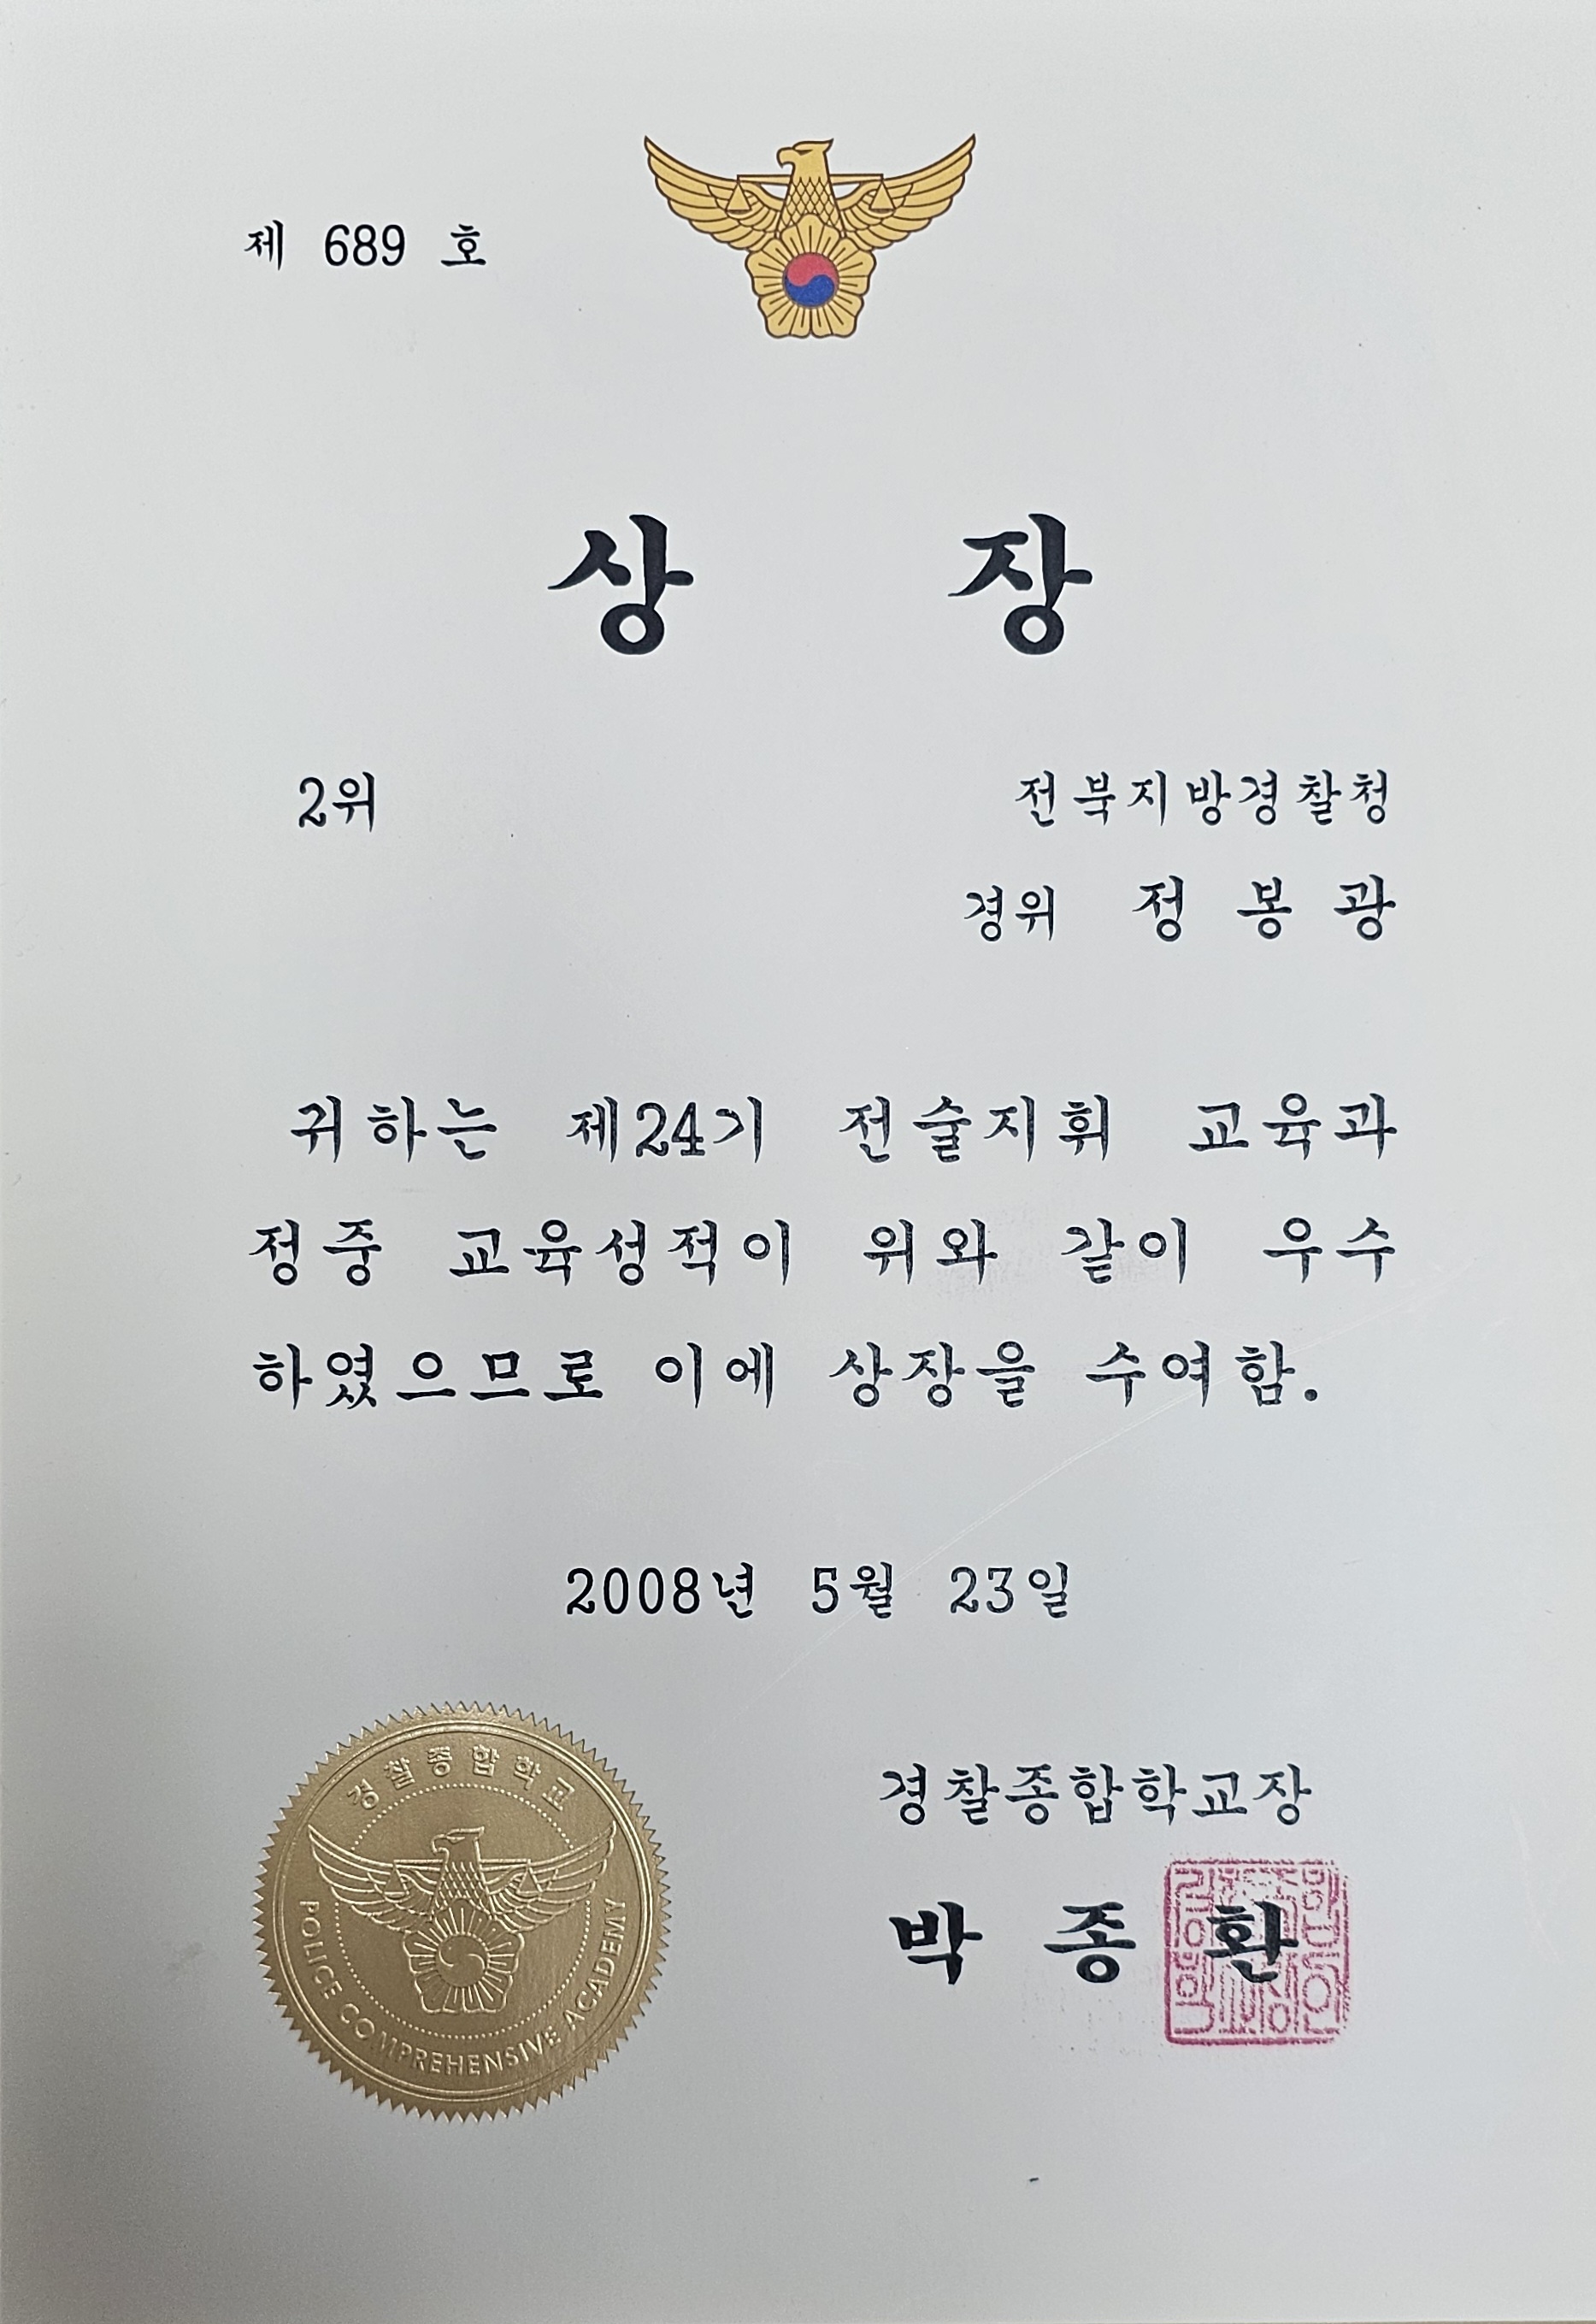 제 689 호
상 장
2위
전북지방경찰청
경위 정 봉 광
귀하는 제24기 전술지휘 교육과
정중 교육성적이 위와 같이 우수
하였으므로 이에 상장을 수여함.
2008년 5월 23일
경찰종합학교
POLICE COMPREHENSIVE ACADEMY
경찰종합학교장
박 종 환